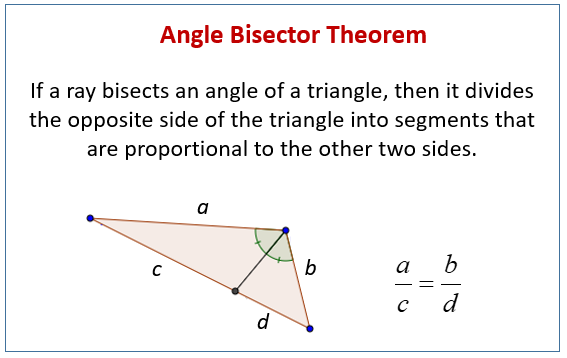 Angle Bisector Theorem
If a ray bisects an angle of a triangle, then it divides
the opposite side of the triangle into segments that
are proportional to the other two sides.
a
c
b
d
a/c = b/d